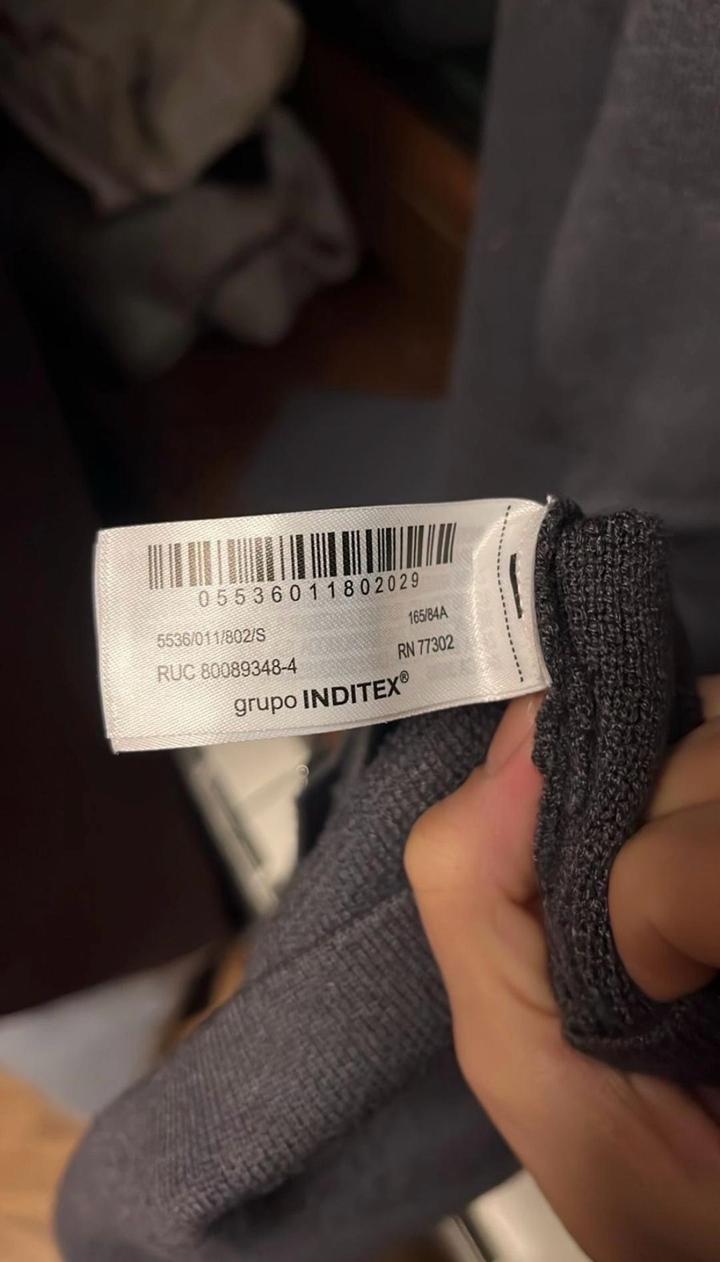 05536011802029
165/84A
5536/011/802/S
RN 77302
RUC 80089348-4
grupo INDITEX®